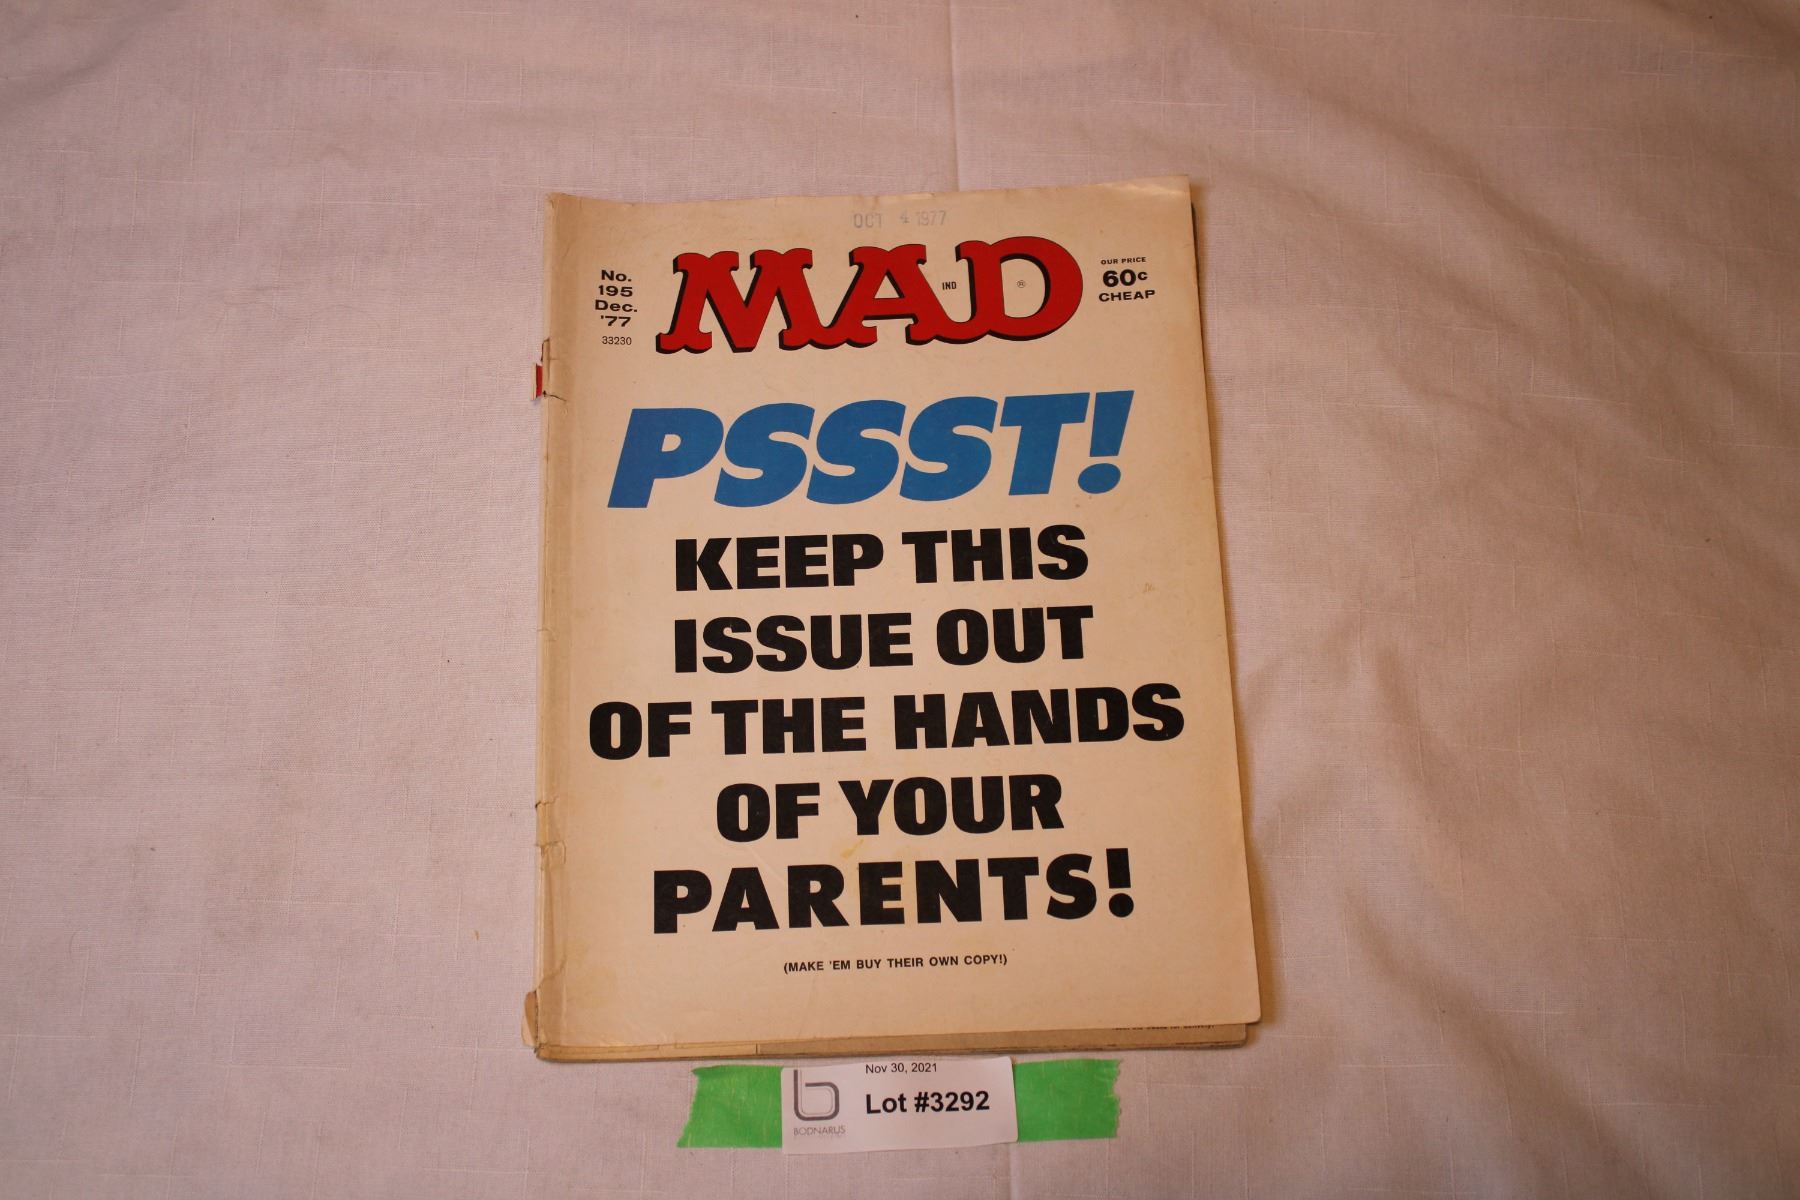 OCT 4 1977
No.
195
Dec.
'77
33230
MAD
IND
®
OUR PRICE
60c
CHEAP
PSSST!
KEEP THIS
ISSUE OUT
OF THE HANDS
OF YOUR
PARENTS!
(MAKE 'EM BUY THEIR OWN COPY!)
Nov 30, 2021
Lot #3292
b
BODNARUS